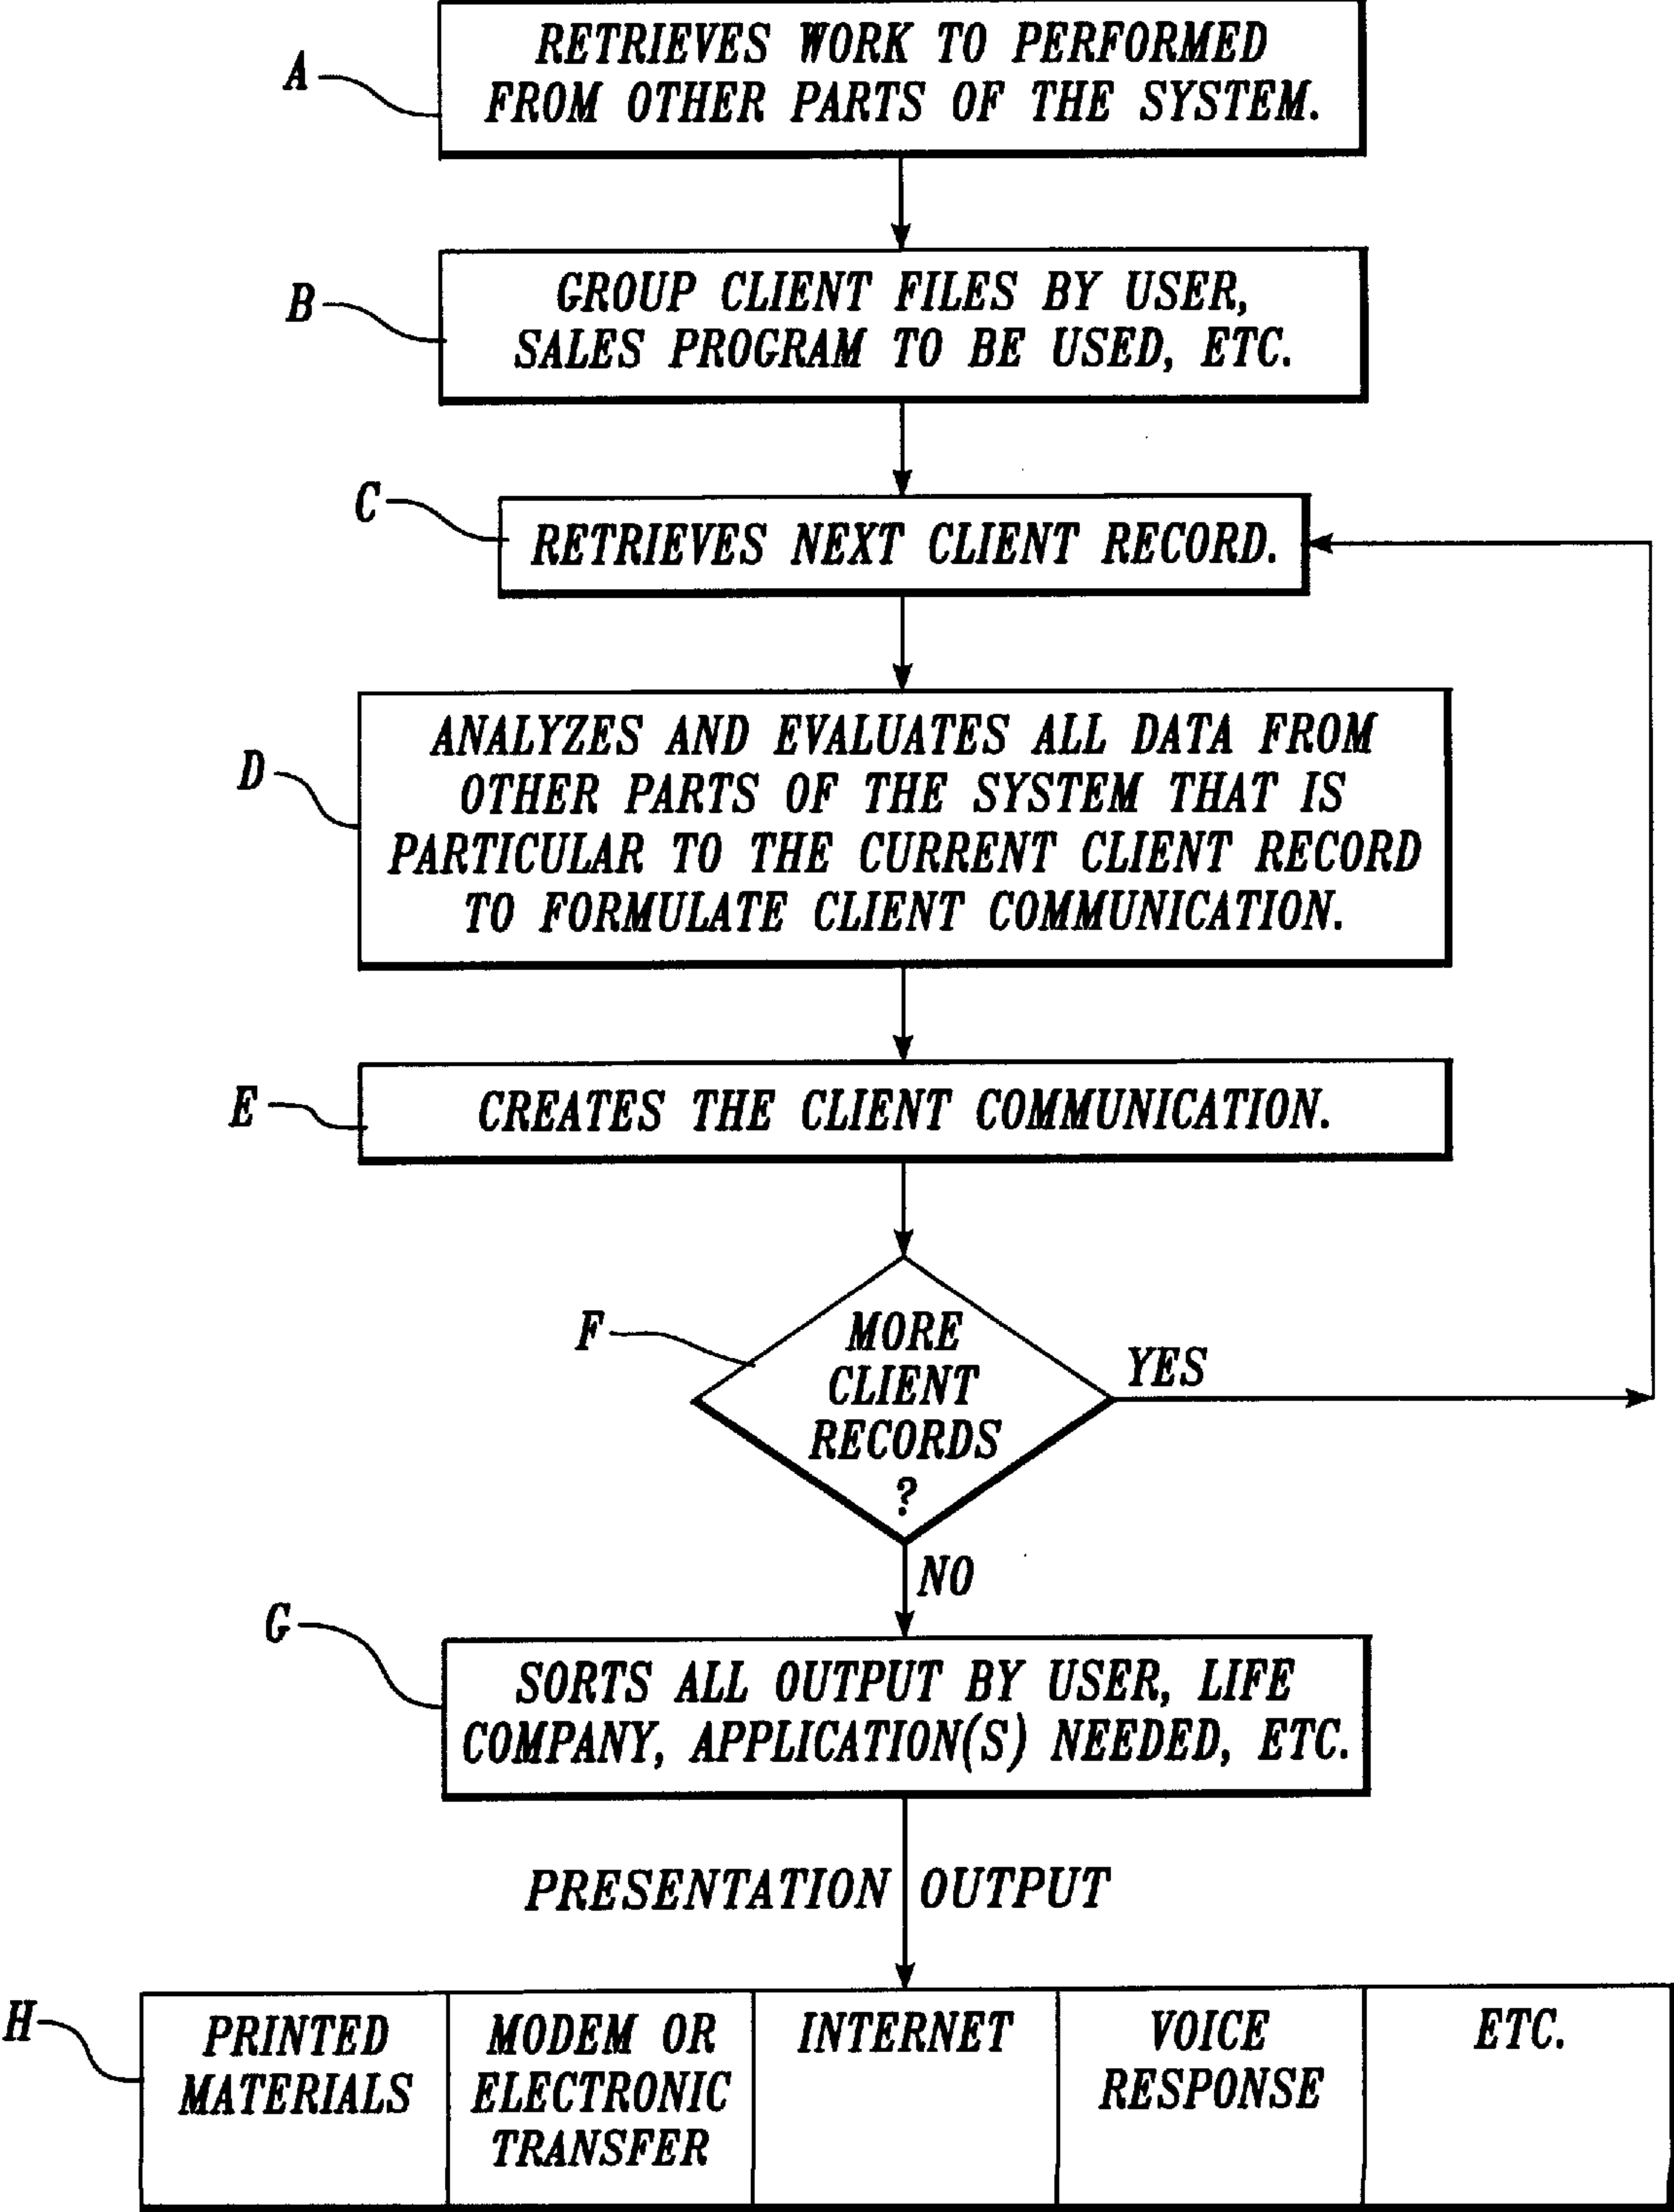 A
RETRIEVES WORK TO PERFORMED
FROM OTHER PARTS OF THE SYSTEM.
B
GROUP CLIENT FILES BY USER,
SALES PROGRAM TO BE USED, ETC.
C
RETRIEVES NEXT CLIENT RECORD.
D
ANALYZES AND EVALUATES ALL DATA FROM
OTHER PARTS OF THE SYSTEM THAT IS
PARTICULAR TO THE CURRENT CLIENT RECORD
TO FORMULATE CLIENT COMMUNICATION.
E
CREATES THE CLIENT COMMUNICATION.
F
MORE
CLIENT
RECORDS
?
YES
NO
G
SORTS ALL OUTPUT BY USER, LIFE
COMPANY, APPLICATION(S) NEEDED, ETC.
PRESENTATION OUTPUT
H
PRINTED
MATERIALS
MODEM OR
ELECTRONIC
TRANSFER
INTERNET
VOICE
RESPONSE
ETC.